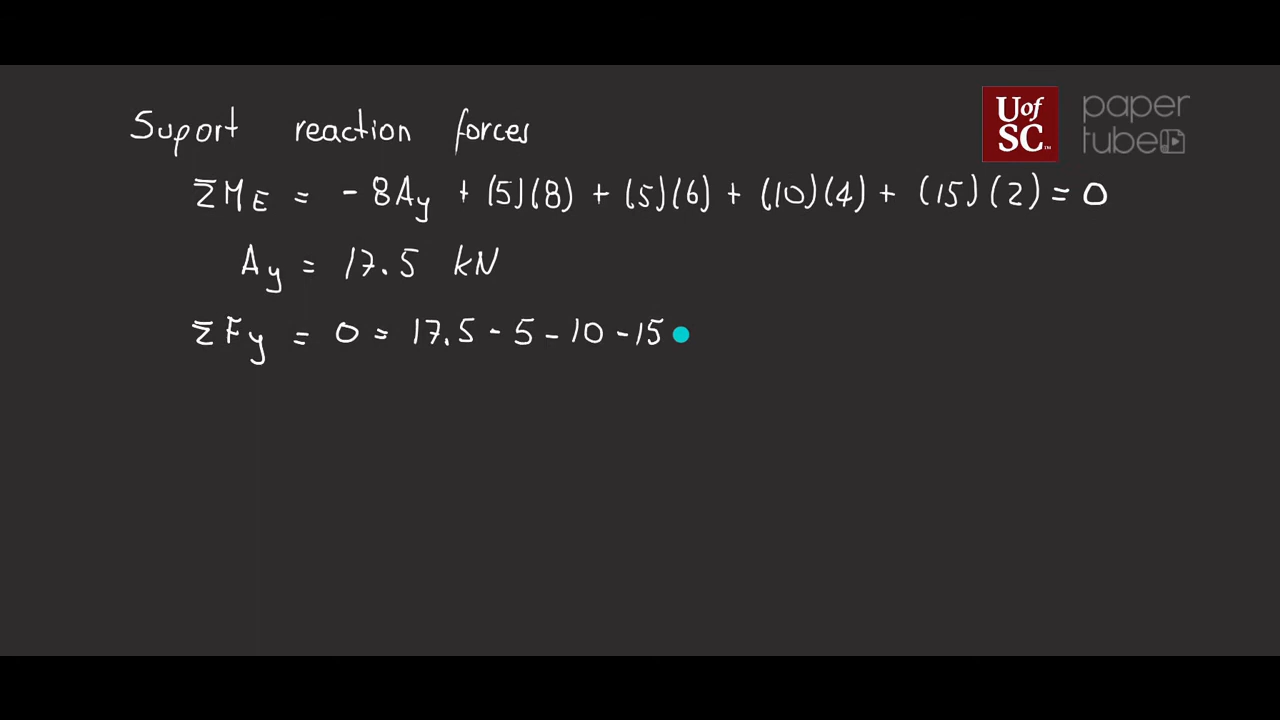 Suport reaction forces
ΣM_E = - 8A_y + (5)(8) + (5)(6) + (10)(4) + (15)(2) = 0
A_y = 17.5 kN
ΣF_y = 0 = 17.5 - 5 - 10 - 15
U of SC™
paper tube